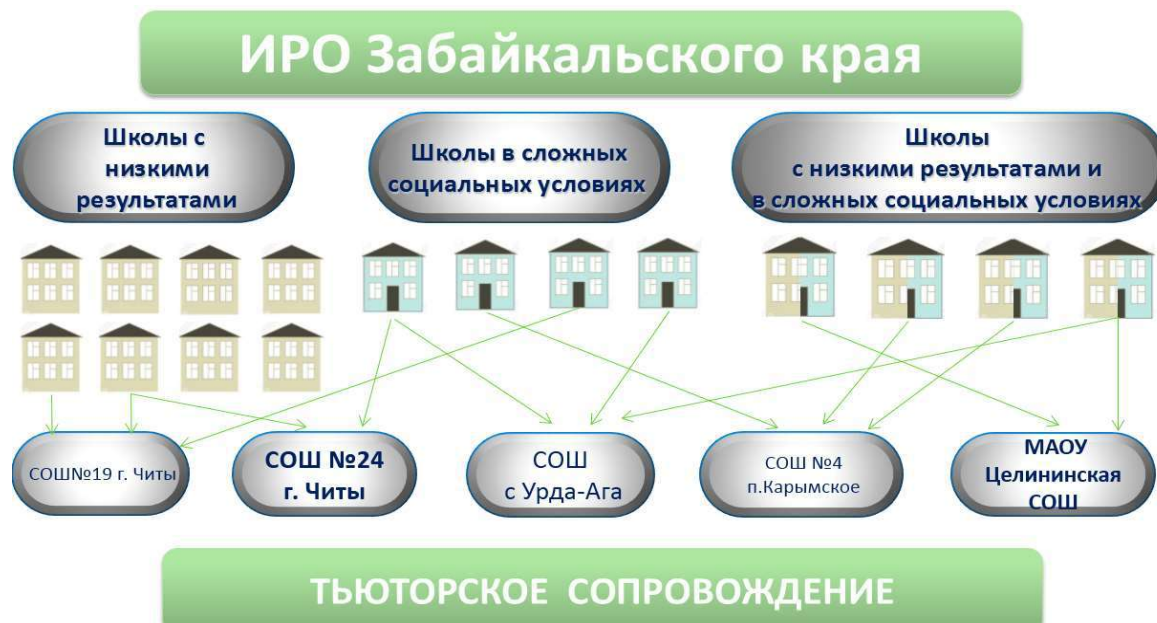 ИРО Забайкальского края
Школы с
низкими
результатами
Школы в сложных
социальных условиях
Школы
с низкими результатами и
в сложных социальных условиях
СОШ№19 г. Читы
СОШ №24
г. Читы
СОШ
с Урда-Ага
СОШ №4
п.Карымское
МАОУ
Целининская
СОШ
ТЬЮТОРСКОЕ СОПРОВОЖДЕНИЕ